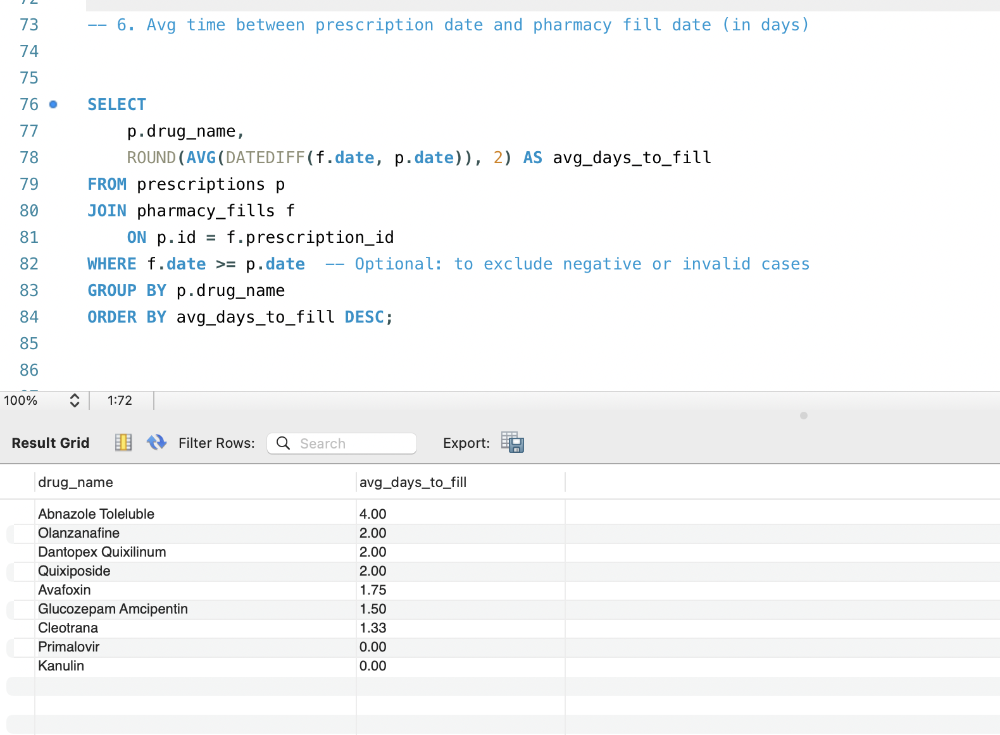 72
73 -- 6. Avg time between prescription date and pharmacy fill date (in days)
74
75
76 SELECT
77 p.drug_name,
78 ROUND(AVG(DATEDIFF(f.date, p.date)), 2) AS avg_days_to_fill
79 FROM prescriptions p
80 JOIN pharmacy_fills f
81 ON p.id = f.prescription_id
82 WHERE f.date >= p.date -- Optional: to exclude negative or invalid cases
83 GROUP BY p.drug_name
84 ORDER BY avg_days_to_fill DESC;
85
86
100% 1:72
Result Grid Filter Rows: Search Export:
drug_name avg_days_to_fill
Abnazole Toleluble 4.00
Olanzanafine 2.00
Dantopex Quixilinum 2.00
Quixiposide 2.00
Avafoxin 1.75
Glucozepam Amcipentin 1.50
Cleotrana 1.33
Primalovir 0.00
Kanulin 0.00